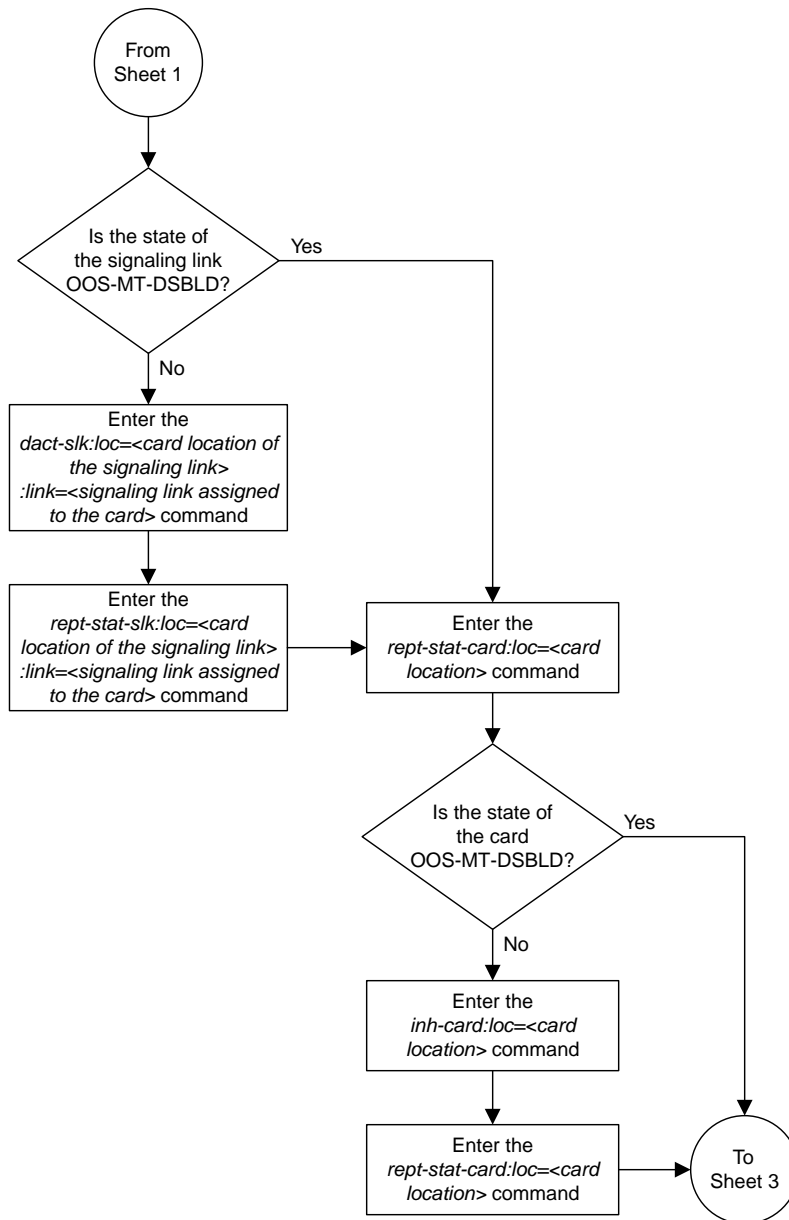 From
Sheet 1
Is the state of
the signaling link
OOS-MT-DSBLD?
Yes
No
Enter the
dact-slk:loc=<card location of
the signaling link>
:link=<signaling link assigned
to the card> command
Enter the
rept-stat-slk:loc=<card
location of the signaling link>
:link=<signaling link assigned
to the card> command
Enter the
rept-stat-card:loc=<card
location> command
Is the state of
the card
OOS-MT-DSBLD?
Yes
No
Enter the
inh-card:loc=<card
location> command
Enter the
rept-stat-card:loc=<card
location> command
To
Sheet 3